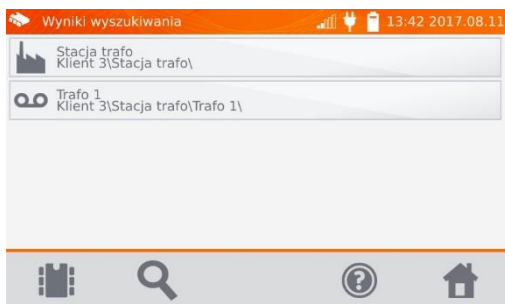 Wyniki wyszukiwania 13:42 2017.08.11
Stacja trafo
Klient 3\Stacja trafo\
Trafo 1
Klient 3\Stacja trafo\Trafo 1\